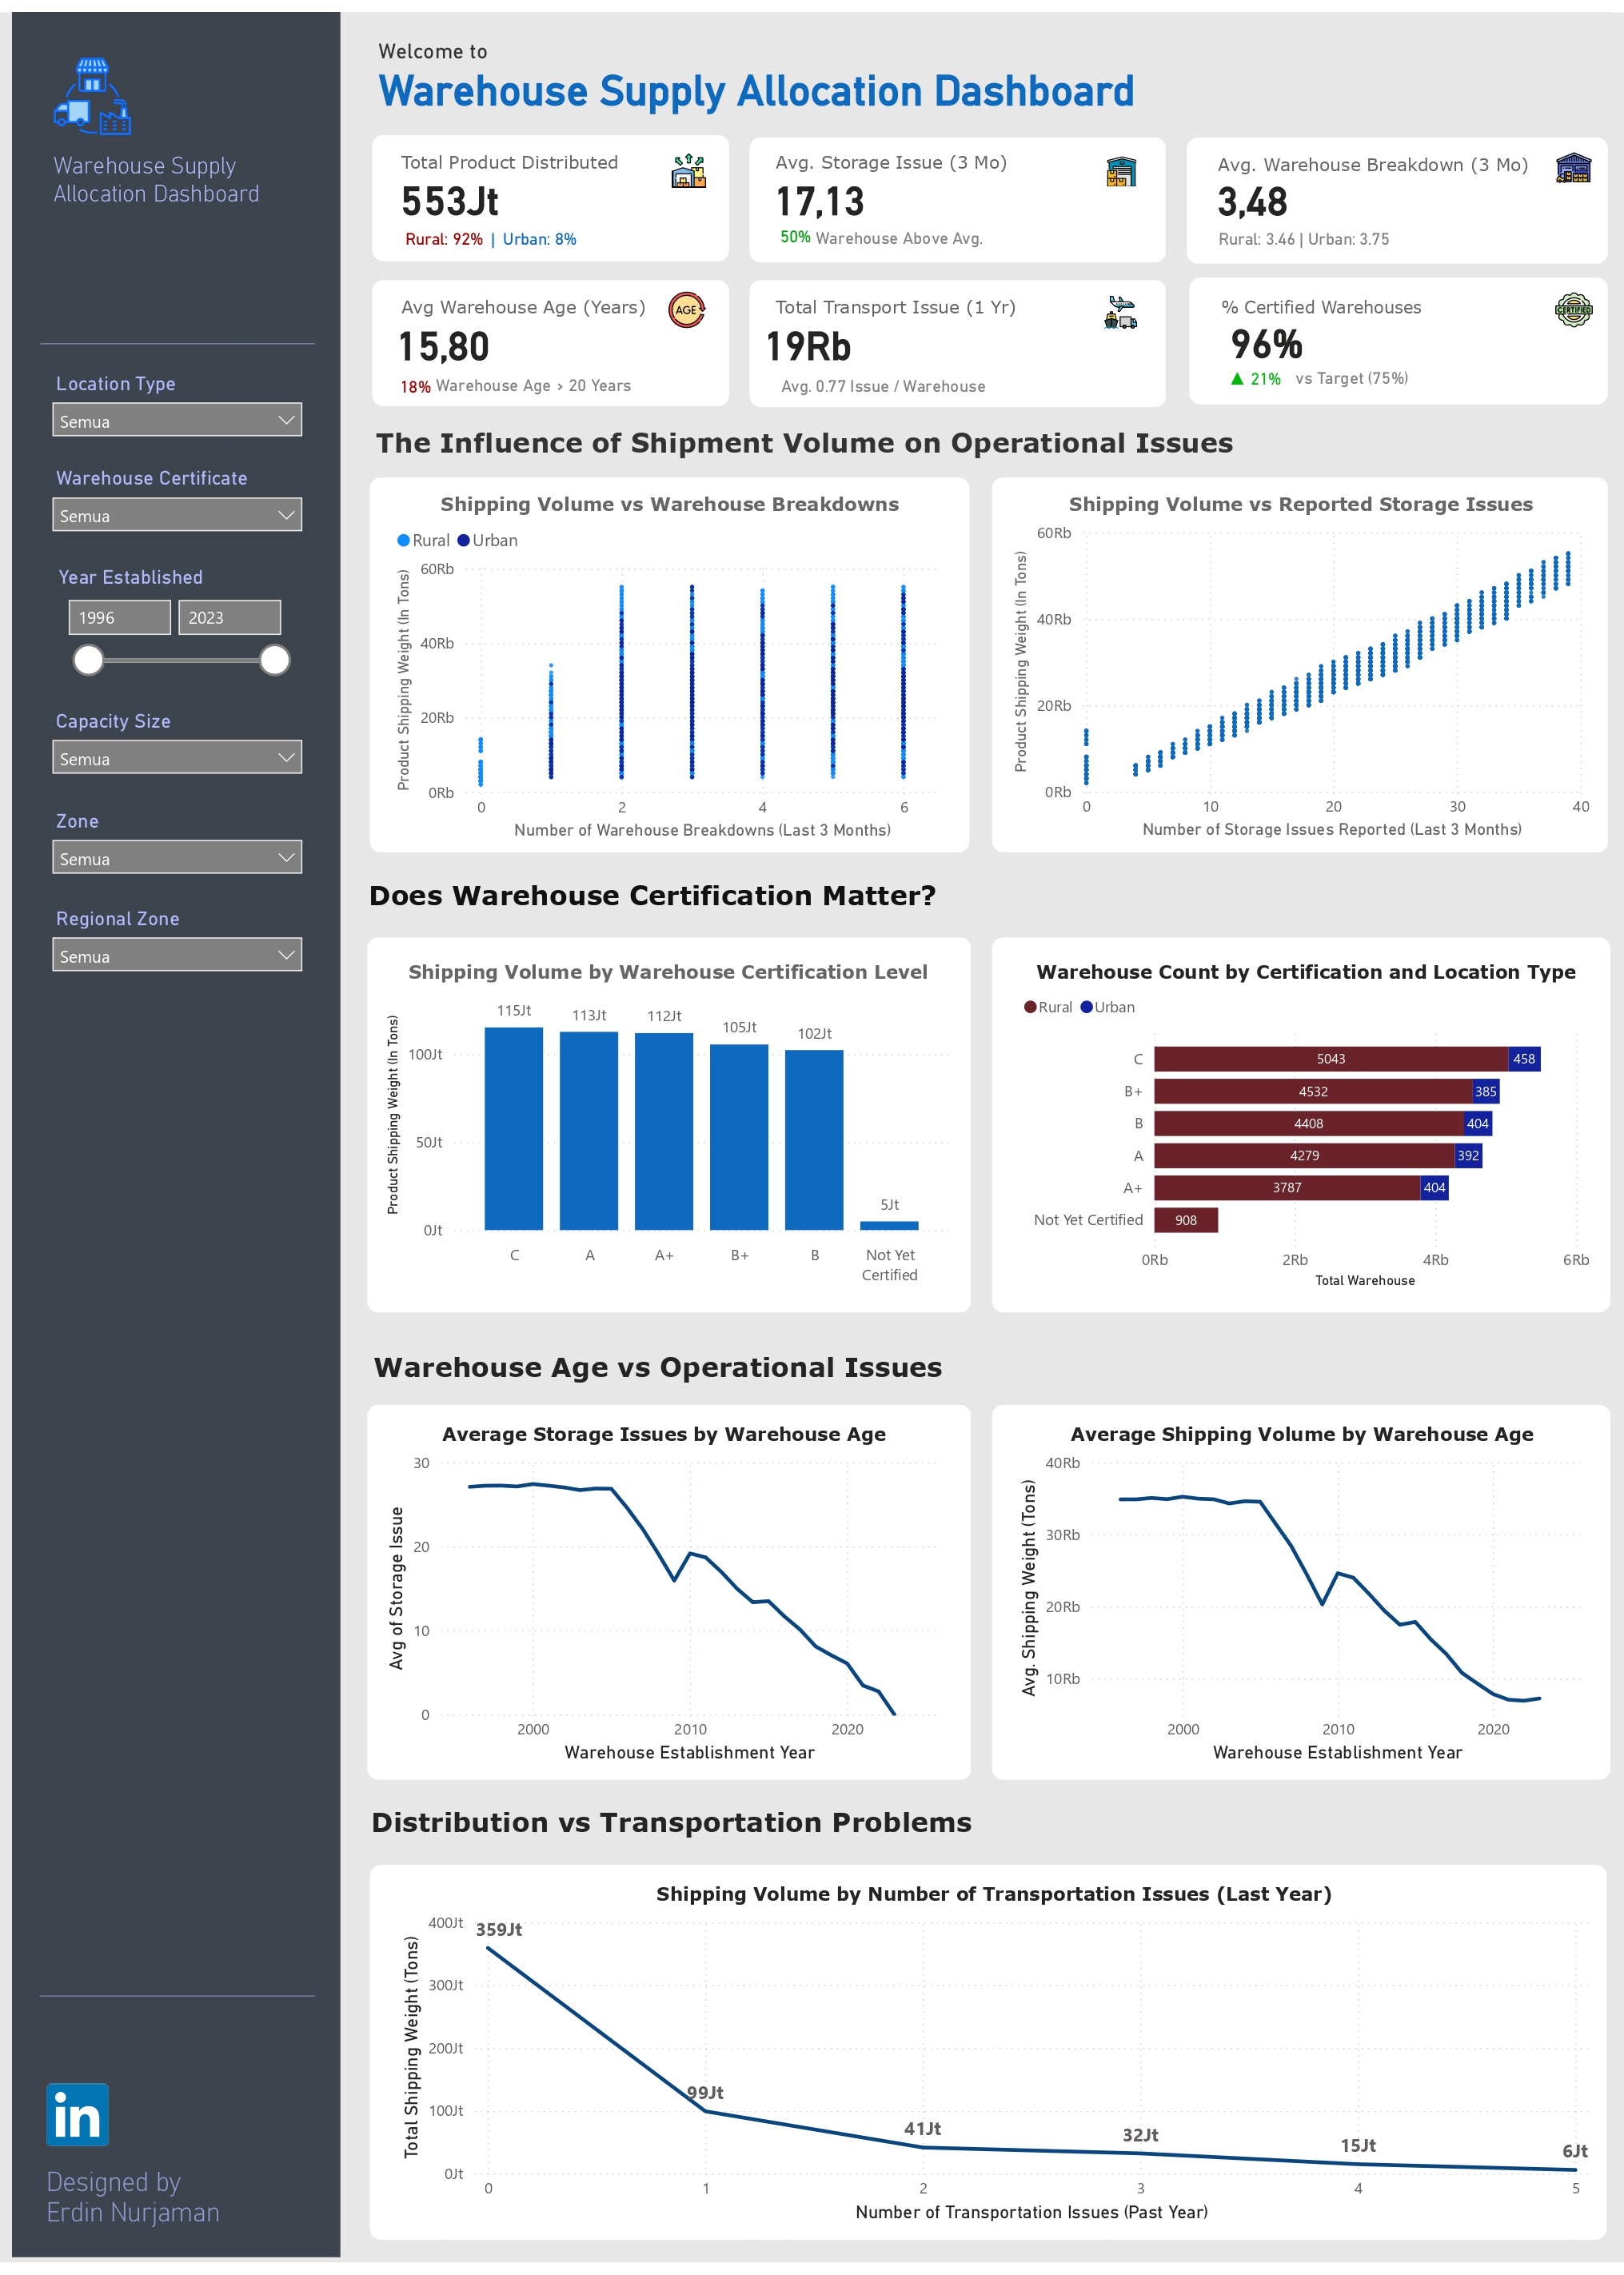 Warehouse Supply
Allocation Dashboard
Location Type
Semua
Warehouse Certificate
Semua
Year Established
1996 2023
Capacity Size
Semua
Zone
Semua
Regional Zone
Semua
in
Designed by
Erdin Nurjaman
Welcome to
Warehouse Supply Allocation Dashboard
Total Product Distributed
553Jt
Rural: 92% | Urban: 8%
Avg. Storage Issue (3 Mo)
17,13
50% Warehouse Above Avg.
Avg. Warehouse Breakdown (3 Mo)
3,48
Rural: 3.46 | Urban: 3.75
Avg Warehouse Age (Years)
AGE
15,80
18% Warehouse Age > 20 Years
Total Transport Issue (1 Yr)
19Rb
Avg. 0.77 Issue / Warehouse
% Certified Warehouses
CERTIFIED
96%
▲ 21% vs Target (75%)
The Influence of Shipment Volume on Operational Issues
Shipping Volume vs Warehouse Breakdowns
Rural Urban
Product Shipping Weight (In Tons)
60Rb
40Rb
20Rb
0Rb
0 2 4 6
Number of Warehouse Breakdowns (Last 3 Months)
Shipping Volume vs Reported Storage Issues
Product Shipping Weight (In Tons)
60Rb
40Rb
20Rb
0Rb
0 10 20 30 40
Number of Storage Issues Reported (Last 3 Months)
Does Warehouse Certification Matter?
Shipping Volume by Warehouse Certification Level
Product Shipping Weight (In Tons)
100Jt
50Jt
0Jt
115Jt 113Jt 112Jt 105Jt 102Jt 5Jt
C A A+ B+ B Not Yet
Certified
Warehouse Count by Certification and Location Type
Rural Urban
C 5043 458
B+ 4532 385
B 4408 404
A 4279 392
A+ 3787 404
Not Yet Certified 908
0Rb 2Rb 4Rb 6Rb
Total Warehouse
Warehouse Age vs Operational Issues
Average Storage Issues by Warehouse Age
Avg of Storage Issue
30
20
10
0
2000 2010 2020
Warehouse Establishment Year
Average Shipping Volume by Warehouse Age
Avg. Shipping Weight (Tons)
40Rb
30Rb
20Rb
10Rb
2000 2010 2020
Warehouse Establishment Year
Distribution vs Transportation Problems
Shipping Volume by Number of Transportation Issues (Last Year)
Total Shipping Weight (Tons)
400Jt
300Jt
200Jt
100Jt
0Jt
359Jt 99Jt 41Jt 32Jt 15Jt 6Jt
0 1 2 3 4 5
Number of Transportation Issues (Past Year)